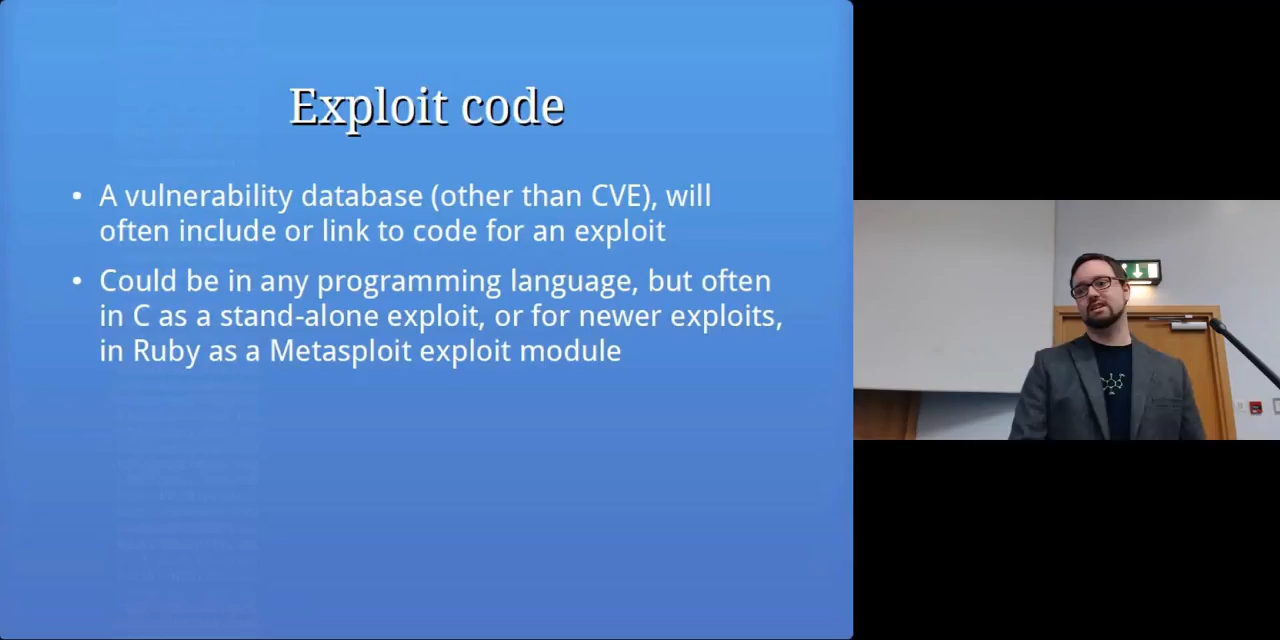 Exploit code
• A vulnerability database (other than CVE), will
often include or link to code for an exploit
• Could be in any programming language, but often
in C as a stand-alone exploit, or for newer exploits,
in Ruby as a Metasploit exploit module